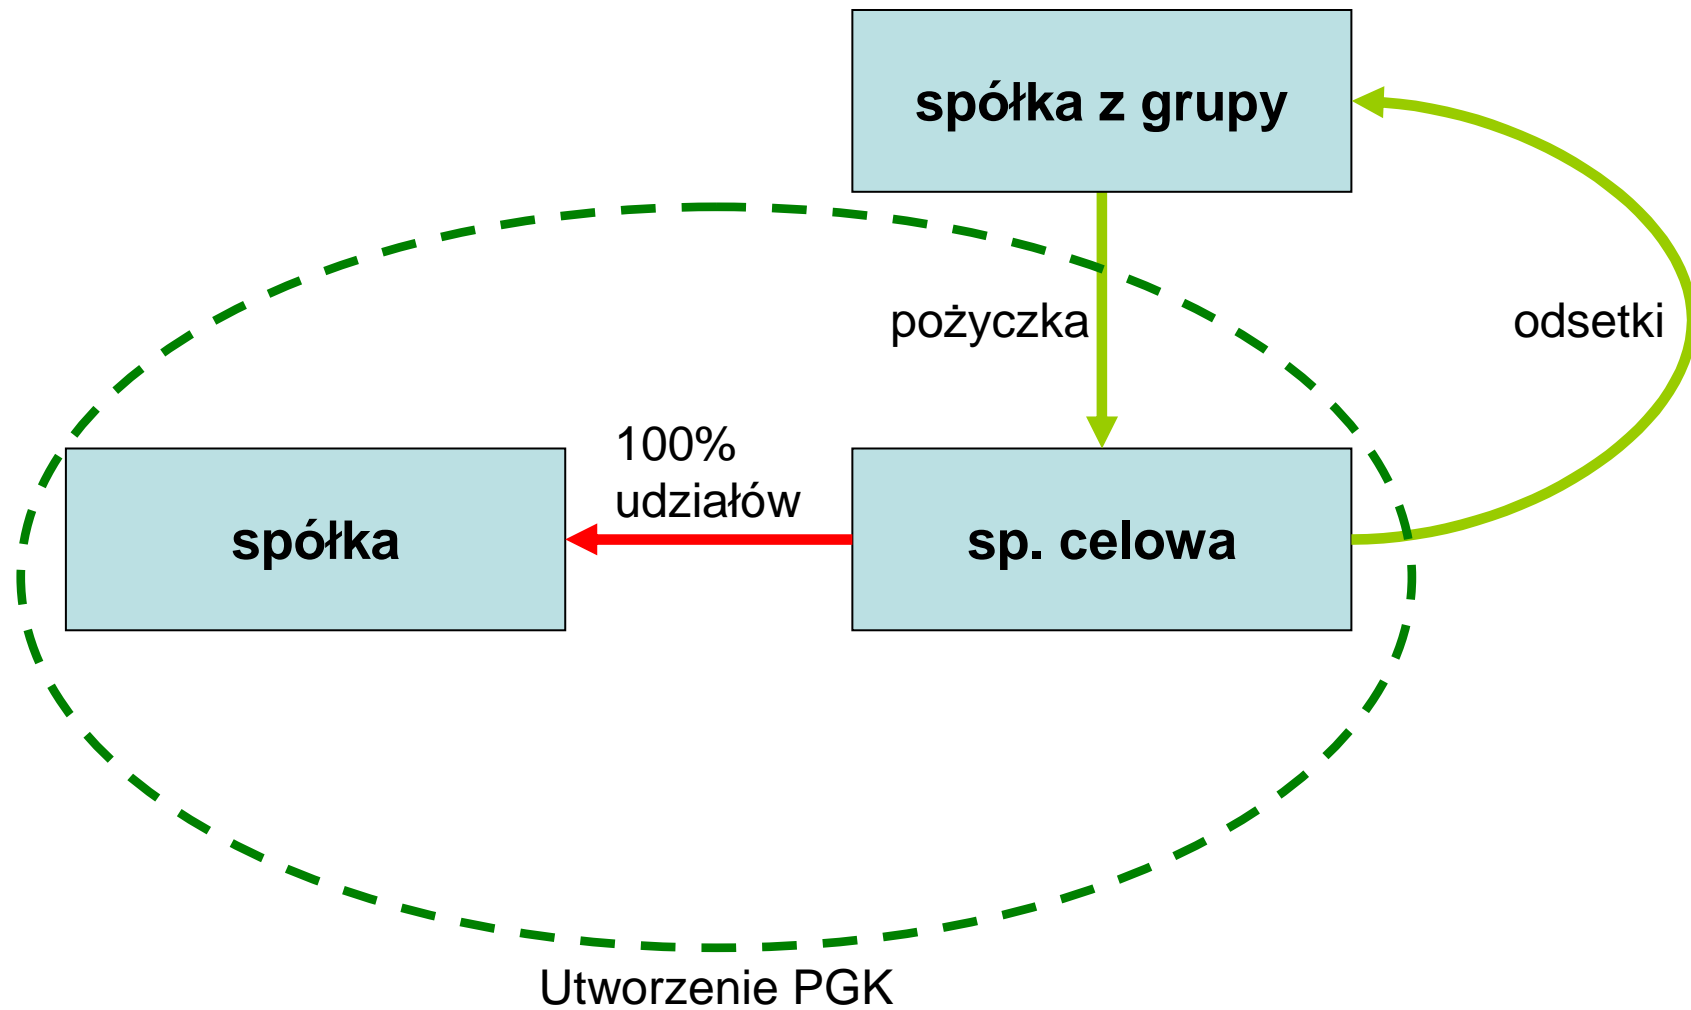 spółka z grupy
pożyczka
odsetki
100%
udziałów
spółka
sp. celowa
Utworzenie PGK